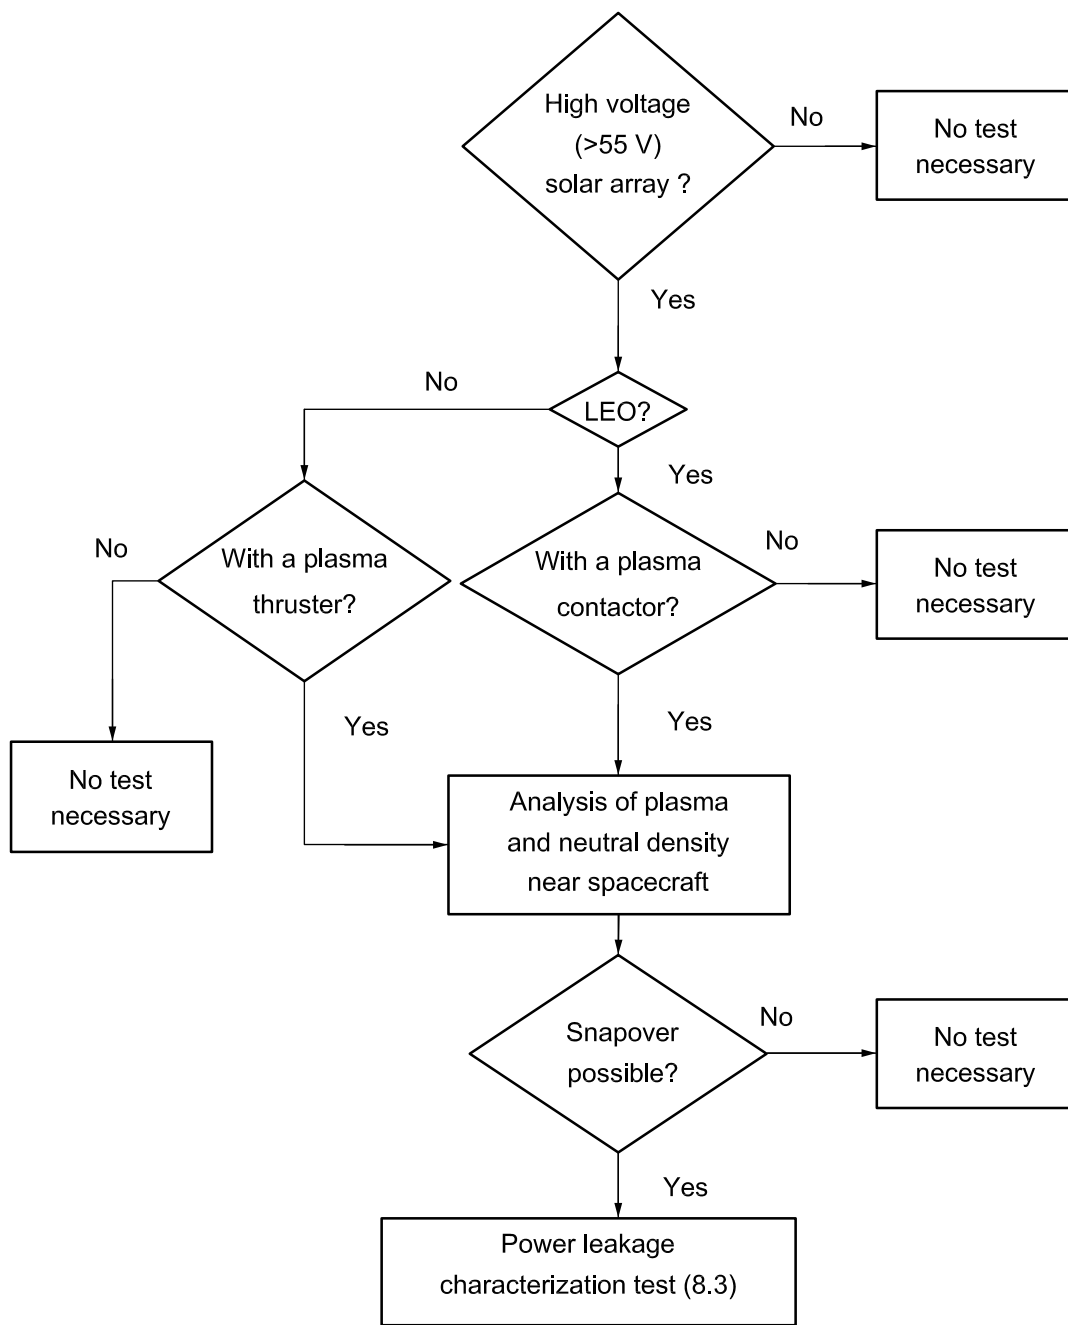 High voltage
(>55 V)
solar array ?
No
No test
necessary
Yes
No
LEO?
Yes
No
With a plasma
thruster?
With a plasma
contactor?
No
No test
necessary
Yes
Yes
No test
necessary
Analysis of plasma
and neutral density
near spacecraft
Snapover
possible?
No
No test
necessary
Yes
Power leakage
characterization test (8.3)